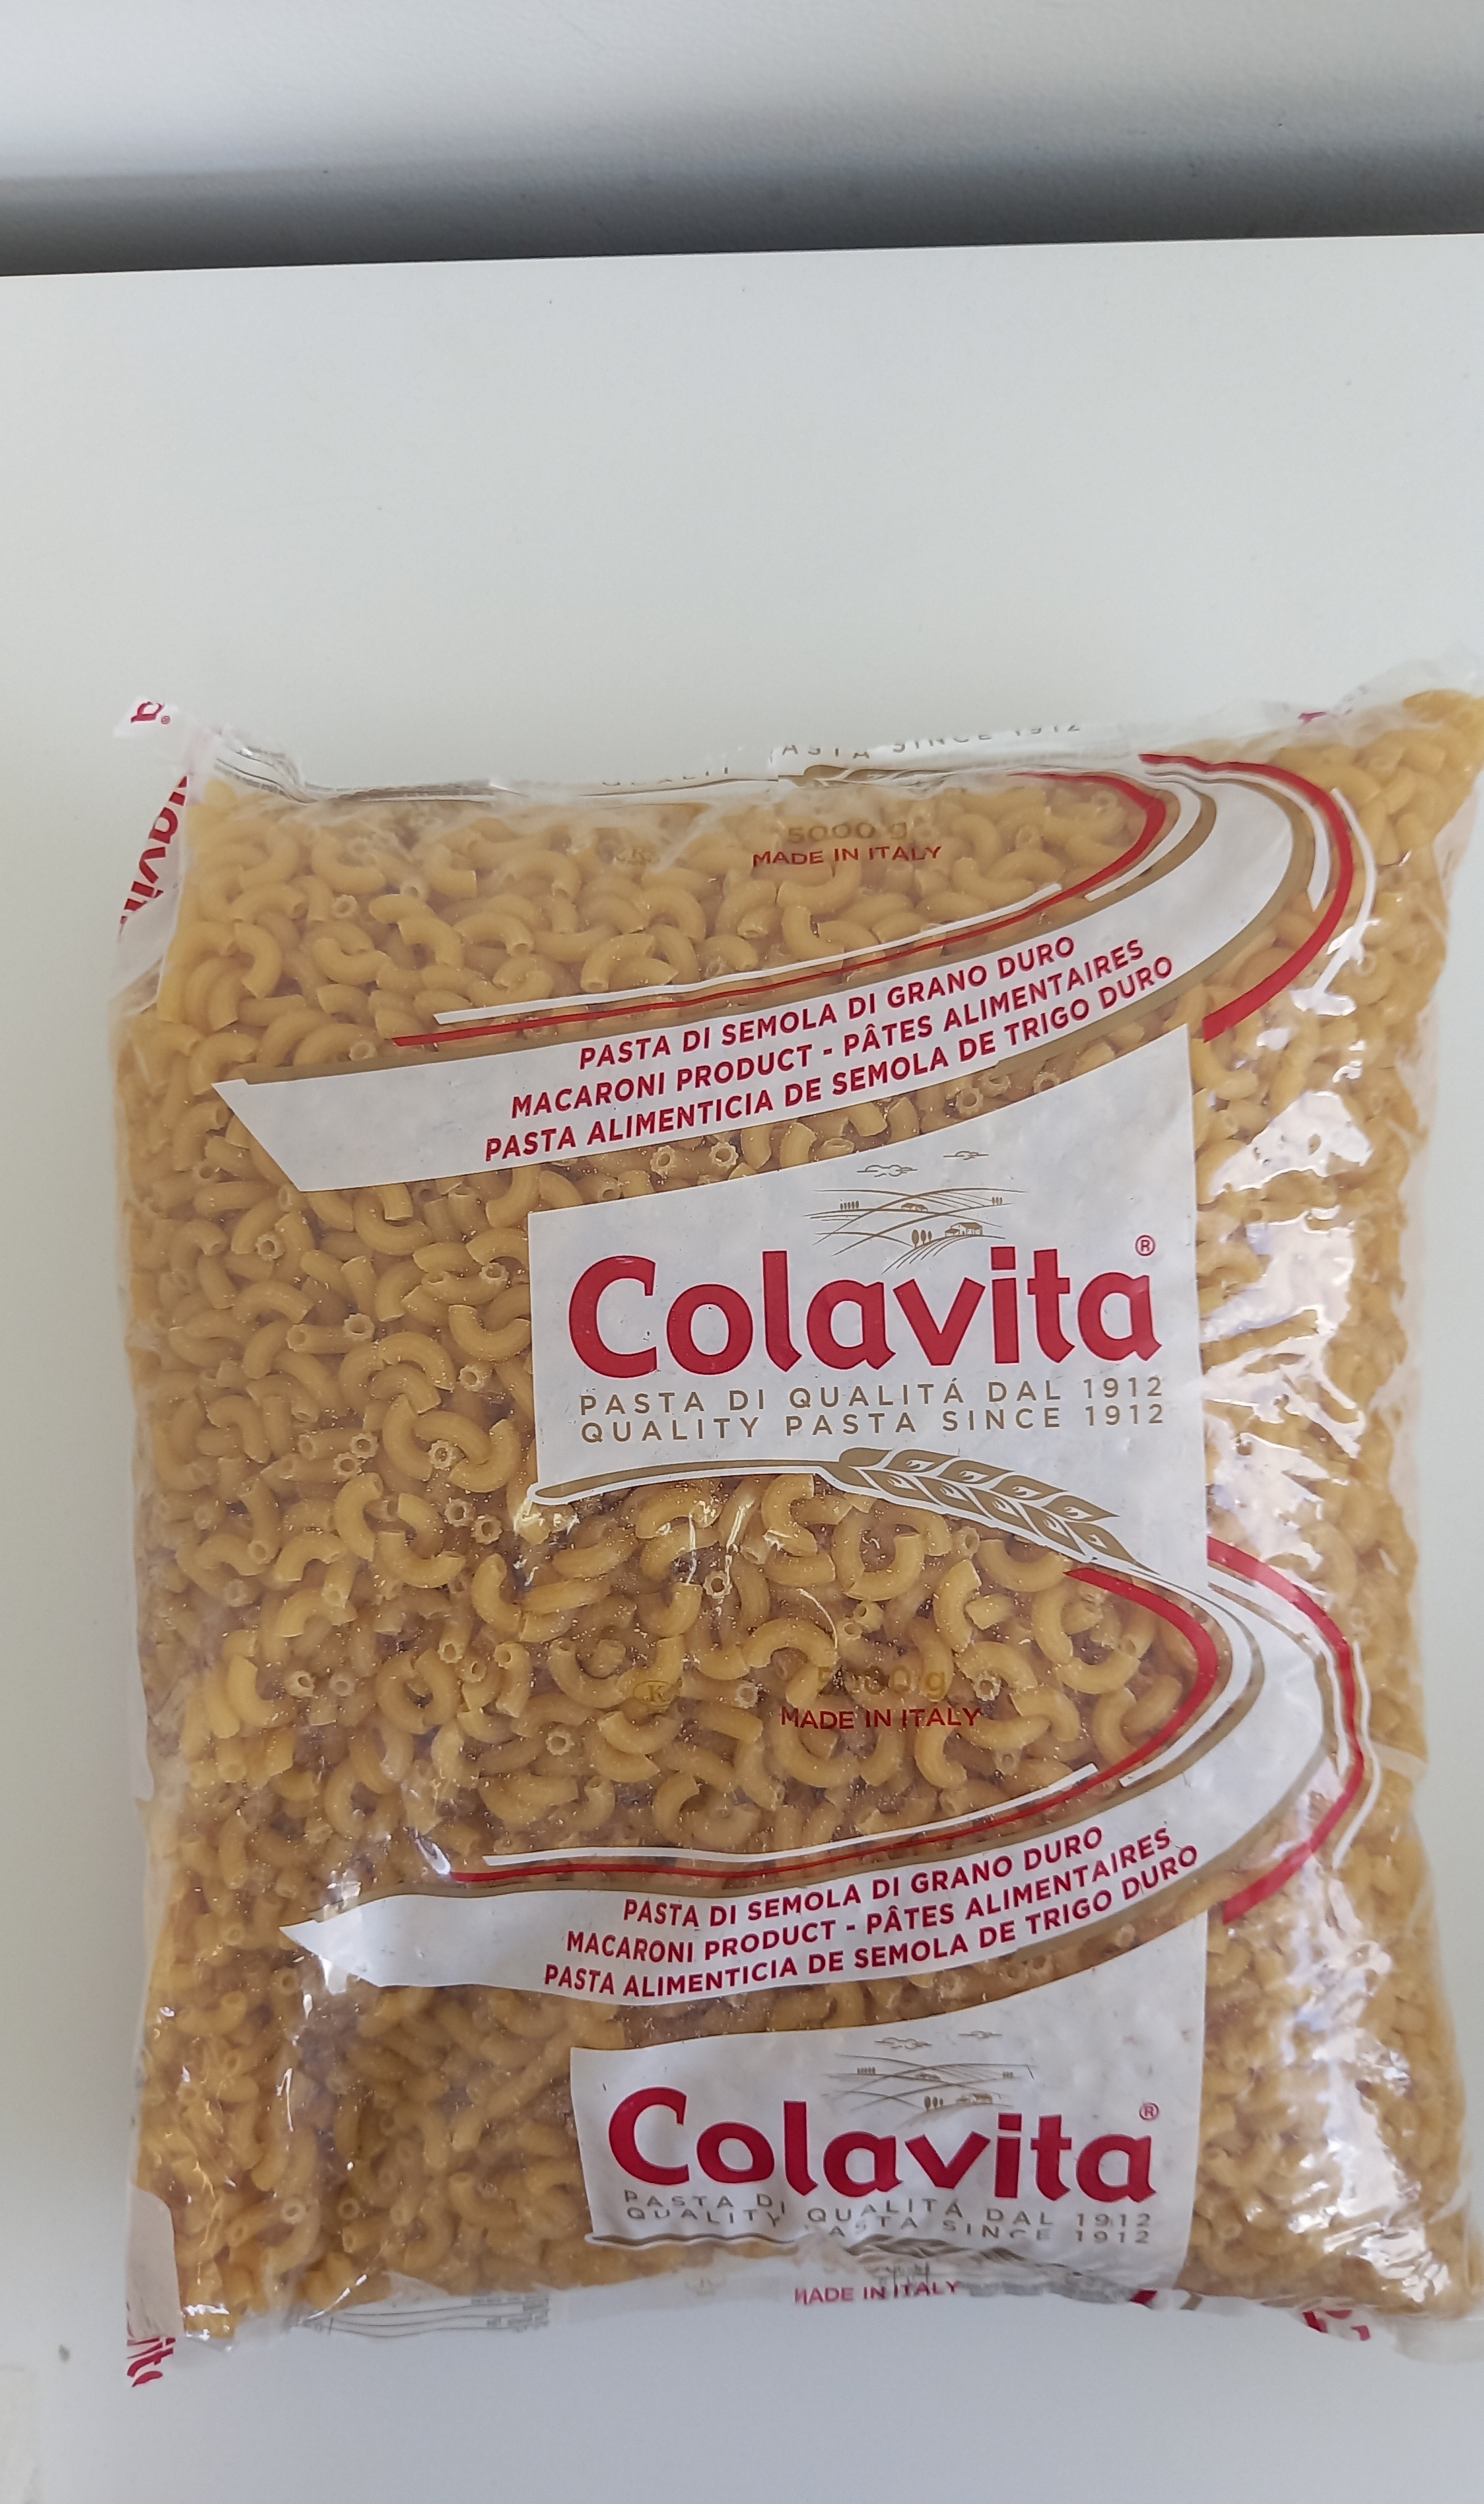 a®
lavi
ASTA SINCE 1912
5000 g
K
MADE IN ITALY
PASTA DI SEMOLA DI GRANO DURO
MACARONI PRODUCT - PÂTES ALIMENTAIRES
PASTA ALIMENTICIA DE SEMOLA DE TRIGO DURO
Colavita®
PASTA DI QUALITÁ DAL 1912
QUALITY PASTA SINCE 1912
5000 g
K
MADE IN ITALY
PASTA DI SEMOLA DI GRANO DURO
MACARONI PRODUCT - PÂTES ALIMENTAIRES
PASTA ALIMENTICIA DE SEMOLA DE TRIGO DURO
Colavita®
PASTA DI QUALITÁ DAL 1912
QUALITY PASTA SINCE 1912
MADE IN ITALY